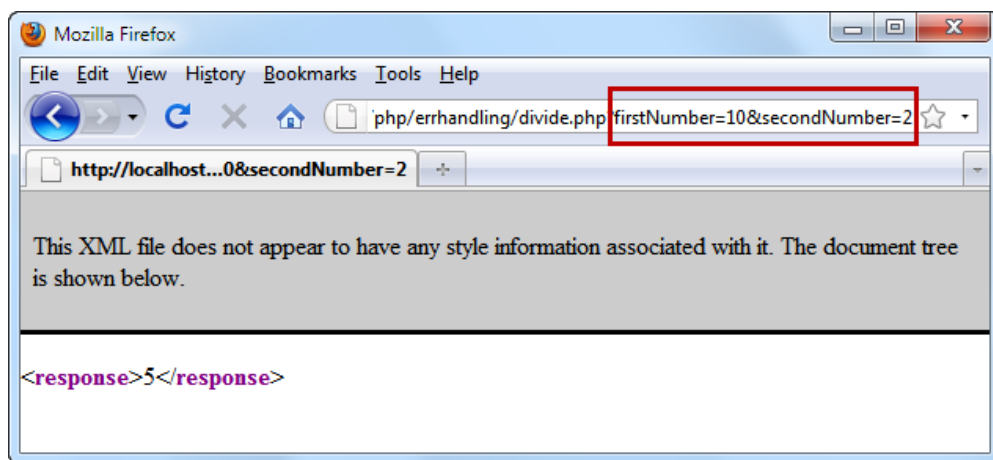 Mozilla Firefox
File Edit View History Bookmarks Tools Help
php/errhandling/divide.php?firstNumber=10&secondNumber=2
http://localhost...0&secondNumber=2
This XML file does not appear to have any style information associated with it. The document tree
is shown below.
<response>5</response>